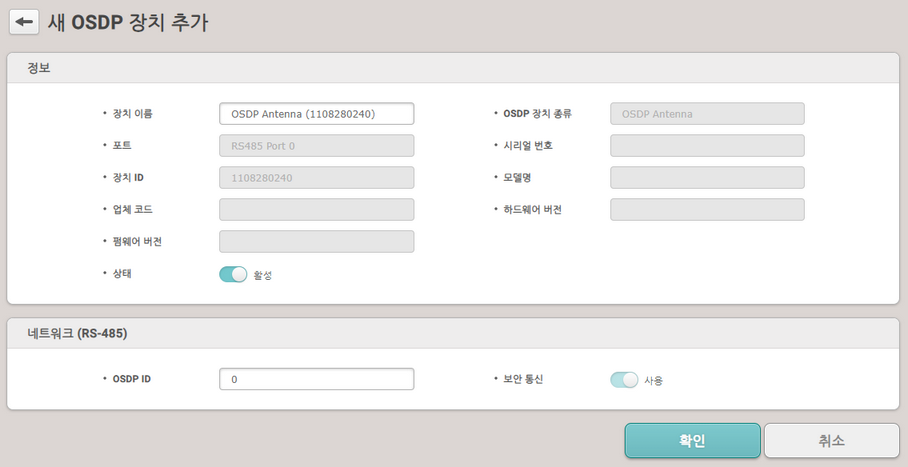 새 OSDP 장치 추가
정보
• 장치 이름 OSDP Antenna (1108280240) • OSDP 장치 종류 OSDP Antenna
• 포트 RS485 Port 0 • 시리얼 번호
• 장치 ID 1108280240 • 모델명
• 업체 코드 • 하드웨어 버전
• 펌웨어 버전
• 상태 활성
네트워크 (RS-485)
• OSDP ID 0 • 보안 통신 사용
확인 취소